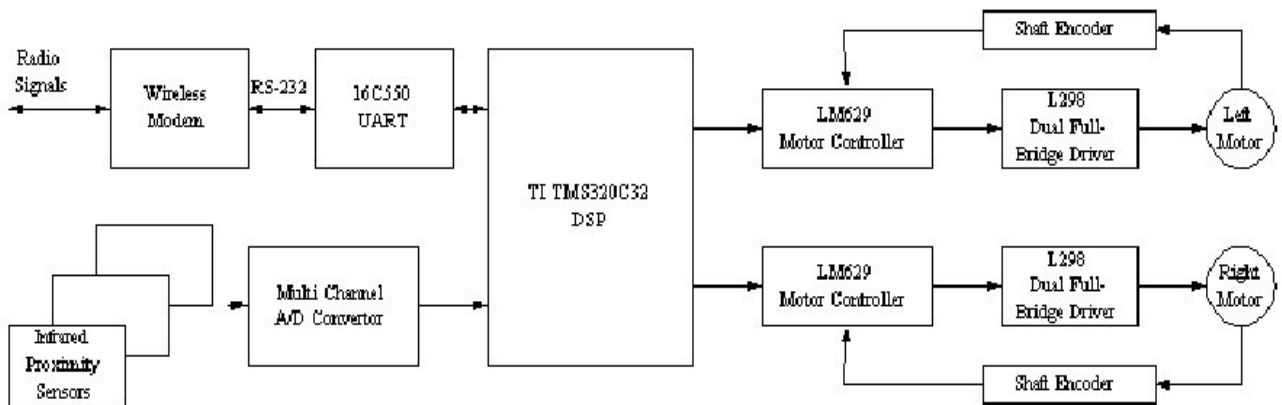 Radio
Signals
Wireless
Modem
RS-232
16C550
UART
TI TMS320C32
DSP
Shaft Encoder
LM629
Motor Controller
L298
Dual Full-
Bridge Driver
Left
Motor
Infrared
Proximity
Sensors
Multi Channel
A/D Convertor
LM629
Motor Controller
L298
Dual Full-
Bridge Driver
Right
Motor
Shaft Encoder